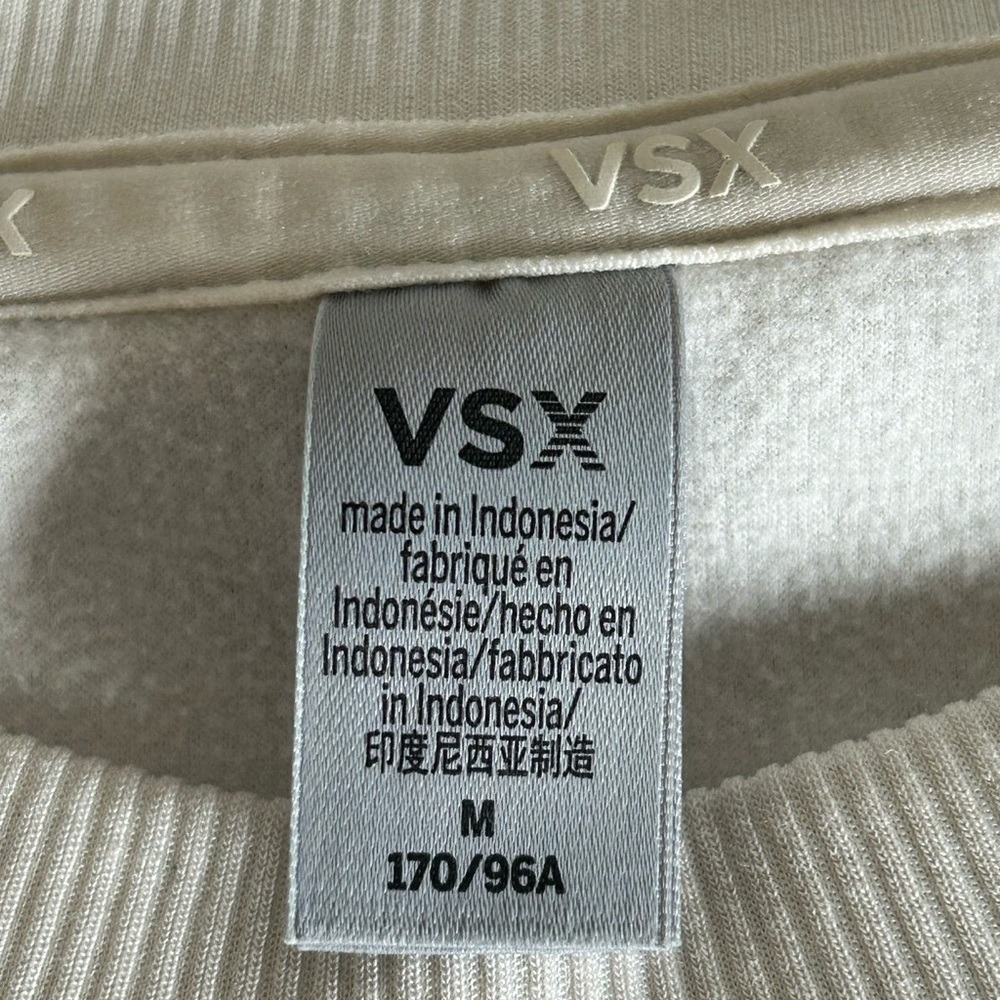 VSX
X
VSX
made in Indonesia/
fabriqué en
Indonésie/hecho en
Indonesia/fabbricato
in Indonesia/
印度尼西亚制造
M
170/96A